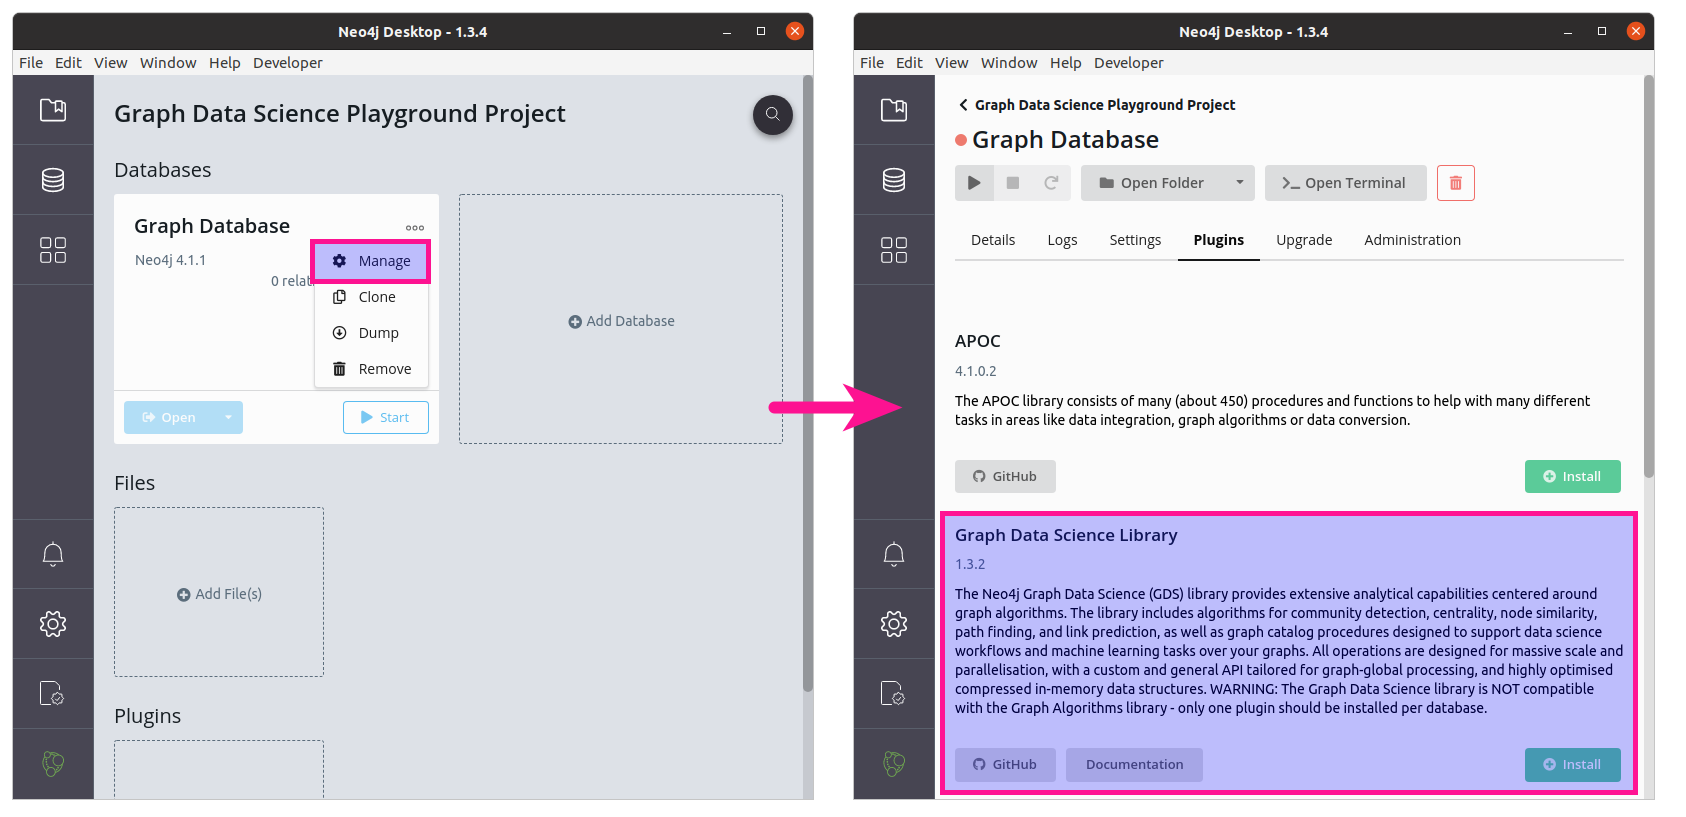 Neo4j Desktop - 1.3.4
File Edit View Window Help Developer
Graph Data Science Playground Project
Databases
Graph Database
Neo4j 4.1.1
0 relat
Manage
Clone
Dump
Remove
Open
Start
Add Database
Files
Add File(s)
Plugins
Neo4j Desktop - 1.3.4
File Edit View Window Help Developer
Graph Data Science Playground Project
Graph Database
Open Folder
Open Terminal
Details Logs Settings Plugins Upgrade Administration
APOC
4.1.0.2
The APOC library consists of many (about 450) procedures and functions to help with many different
tasks in areas like data integration, graph algorithms or data conversion.
GitHub
Install
Graph Data Science Library
1.3.2
The Neo4j Graph Data Science (GDS) library provides extensive analytical capabilities centered around
graph algorithms. The library includes algorithms for community detection, centrality, node similarity,
path finding, and link prediction, as well as graph catalog procedures designed to support data science
workflows and machine learning tasks over your graphs. All operations are designed for massive scale and
parallelisation, with a custom and general API tailored for graph-global processing, and highly optimised
compressed in-memory data structures. WARNING: The Graph Data Science library is NOT compatible
with the Graph Algorithms library - only one plugin should be installed per database.
GitHub
Documentation
Install